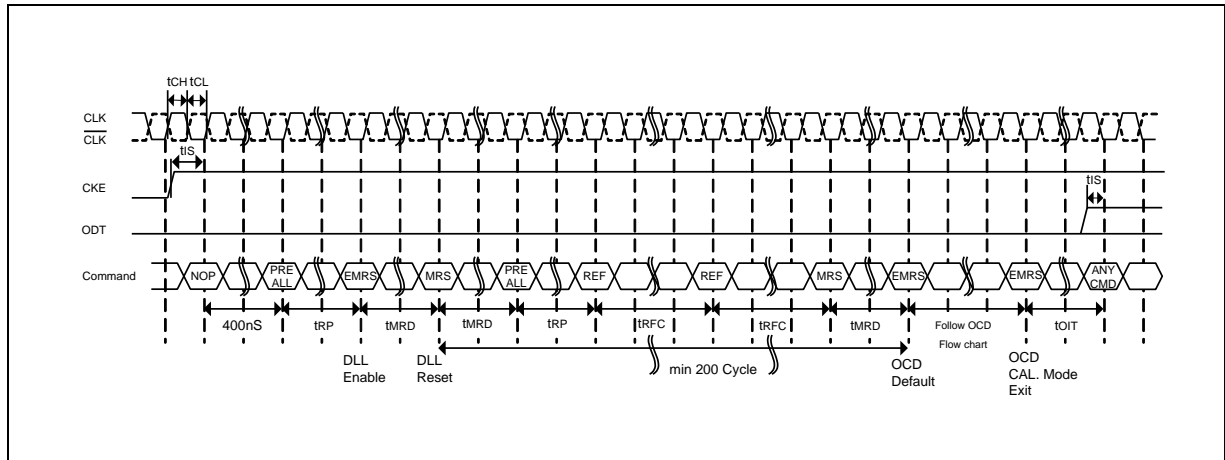 tCH tCL
CLK
CLK
tIS
CKE
tIS
ODT
Command NOP PRE ALL EMRS MRS PRE ALL REF REF MRS EMRS EMRS ANY CMD
400nS tRP tMRD tMRD tRP tRFC tRFC tMRD Follow OCD Flow chart tOIT
min 200 Cycle
DLL Enable
DLL Reset
OCD Default
OCD CAL. Mode Exit